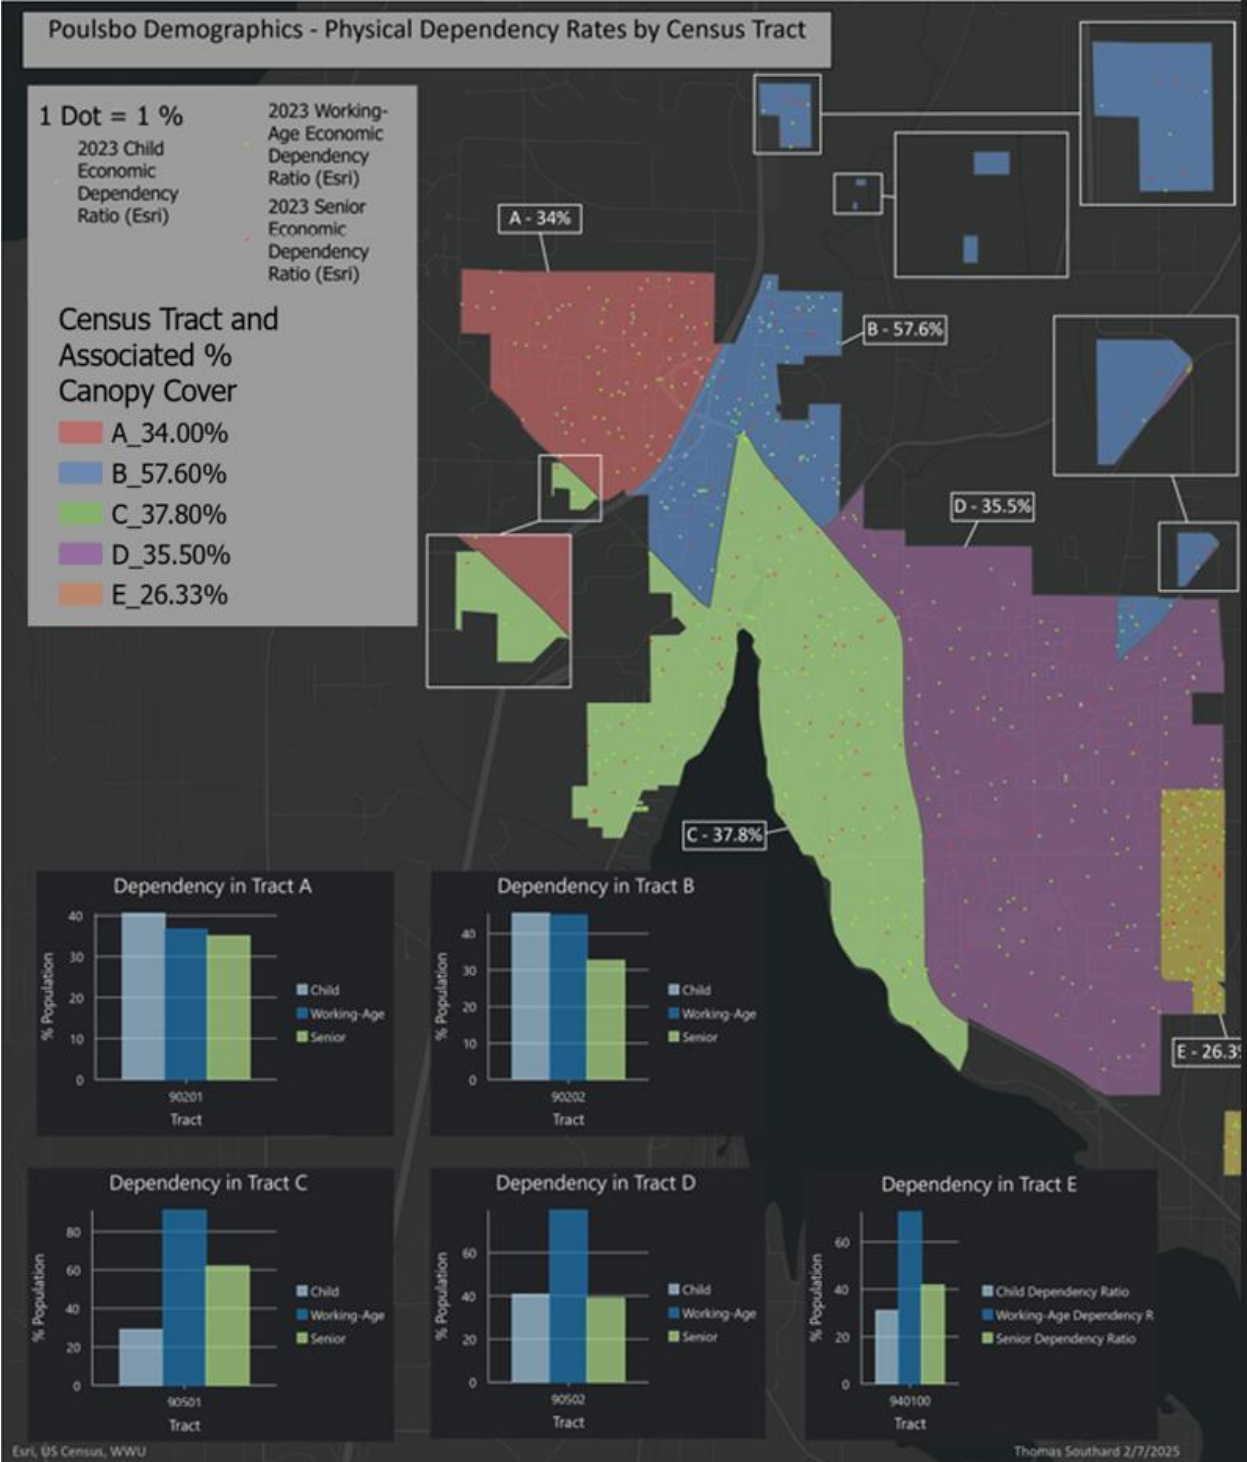 Poulsbo Demographics - Physical Dependency Rates by Census Tract
1 Dot = 1 %
2023 Child
Economic
Dependency
Ratio (Esri)
2023 Working-
Age Economic
Dependency
Ratio (Esri)
2023 Senior
Economic
Dependency
Ratio (Esri)
Census Tract and
Associated %
Canopy Cover
A_34.00%
B_57.60%
C_37.80%
D_35.50%
E_26.33%
A - 34%
B - 57.6%
D - 35.5%
C - 37.8%
E - 26.3%
Dependency in Tract A
% Population
40
30
20
10
0
90201
Tract
Child
Working-Age
Senior
Dependency in Tract B
% Population
40
30
20
10
0
90202
Tract
Child
Working-Age
Senior
Dependency in Tract C
% Population
80
60
40
20
0
90501
Tract
Child
Working-Age
Senior
Dependency in Tract D
% Population
60
40
20
0
90502
Tract
Child
Working-Age
Senior
Dependency in Tract E
% Population
60
40
20
0
940100
Tract
Child Dependency Ratio
Working-Age Dependency R
Senior Dependency Ratio
Esri, US Census, WWU
Thomas Southard 2/7/2025